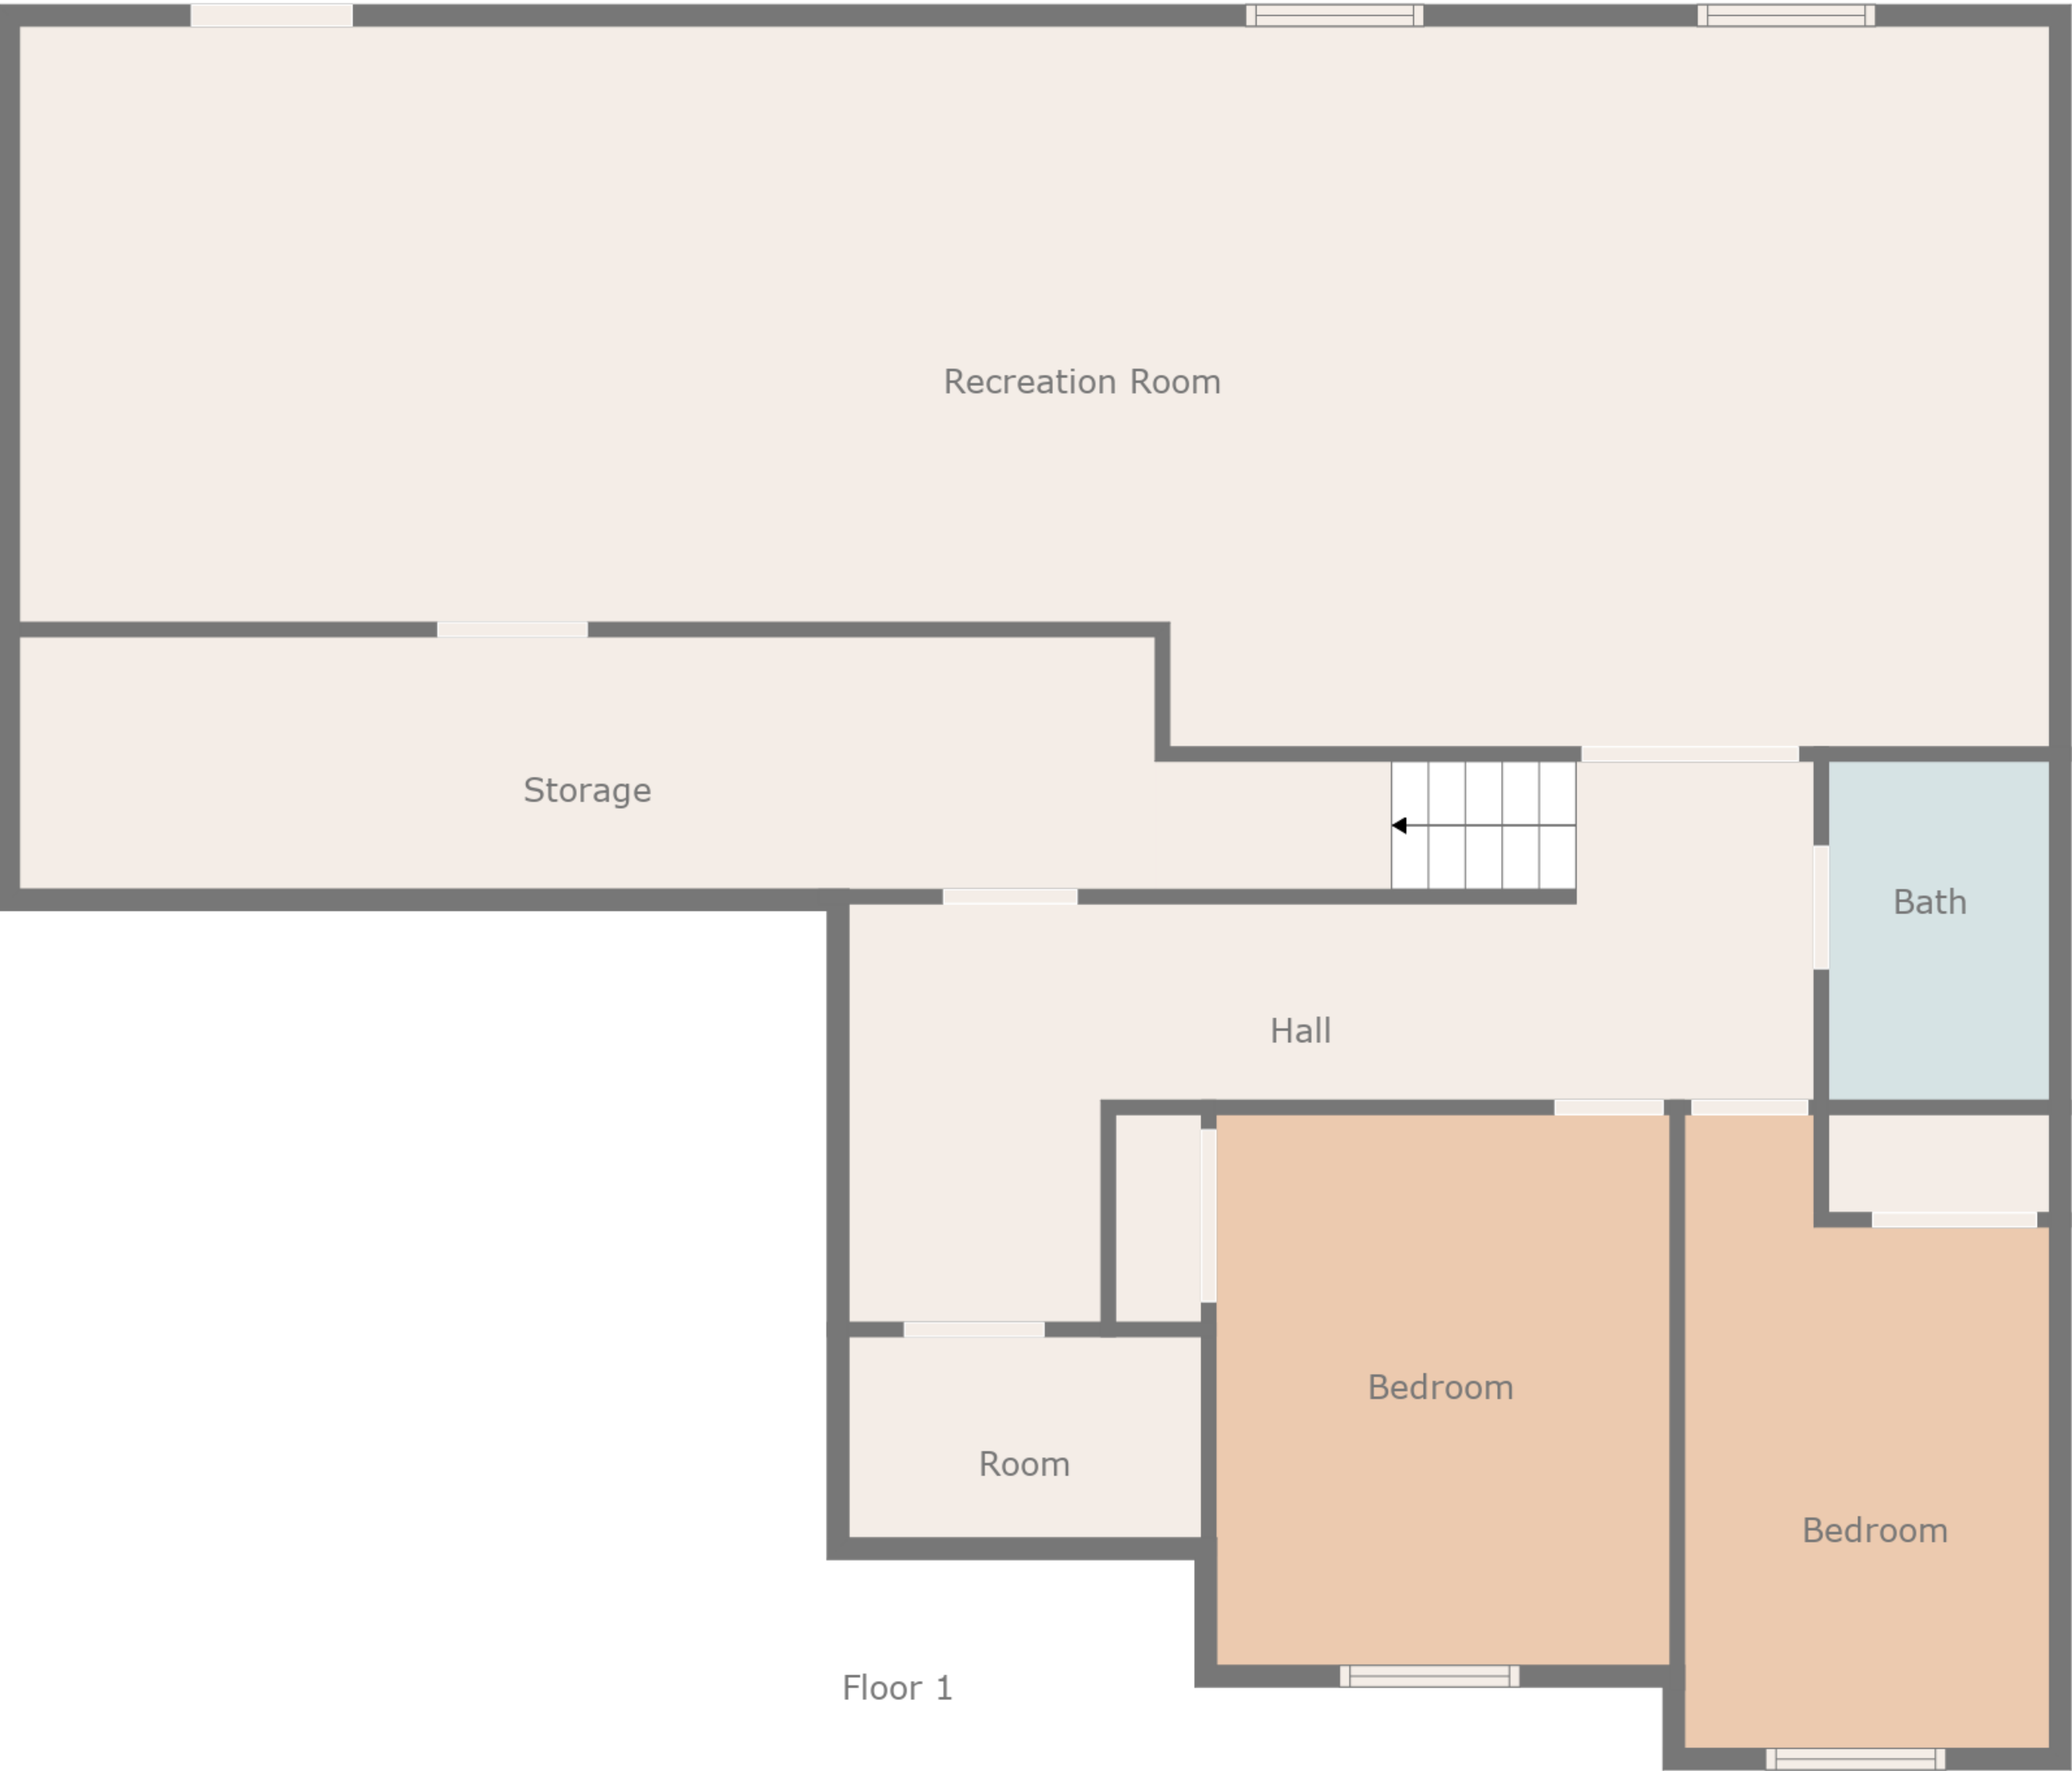 Recreation Room
Storage
Bath
Hall
Bedroom
Room
Bedroom
Floor 1